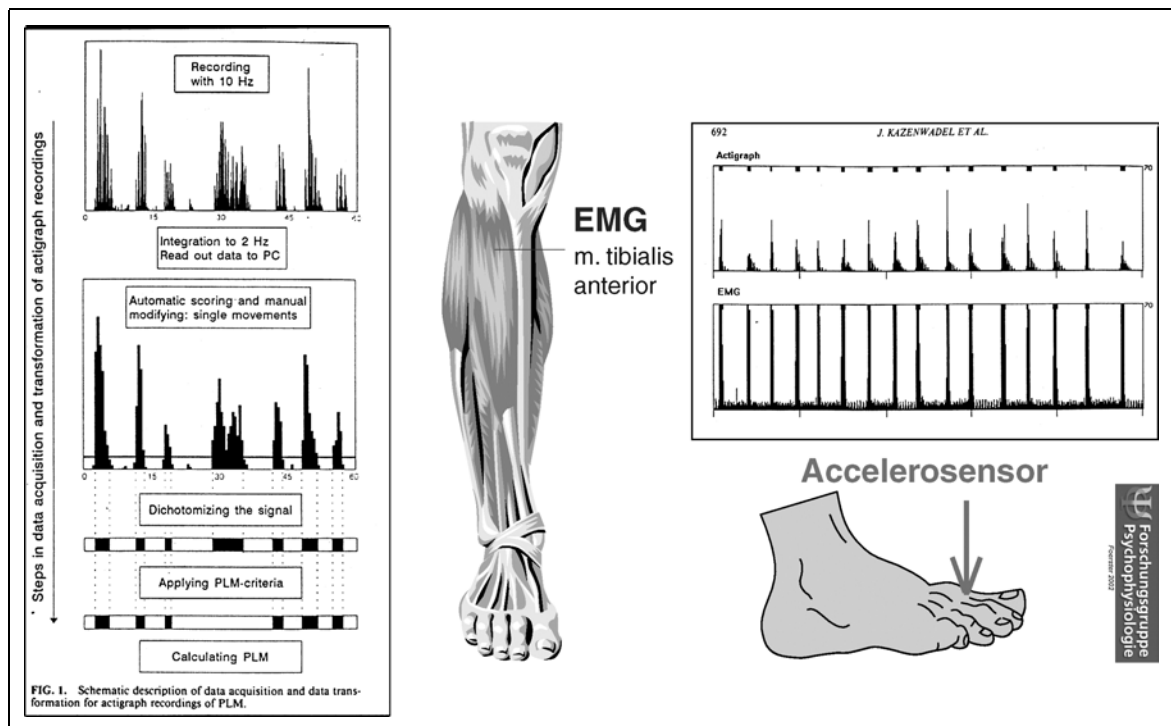 Steps in data acquisition and transformation of actigraph recordings
Recording
with 10 Hz
0 15 30 45 60
Integration to 2 Hz
Read out data to PC
Automatic scoring and manual
modifying: single movements
0 15 30 45 60
Dichotomizing the signal
Applying PLM-criteria
Calculating PLM
FIG. 1. Schematic description of data acquisition and data trans-
formation for actigraph recordings of PLM.
EMG
m. tibialis
anterior
692 J. KAZENWADEL ET AL.
Actigraph
70
EMG
70
Accelerosensor
Forschungsgruppe
Psychophysiologie
Foerster 2002